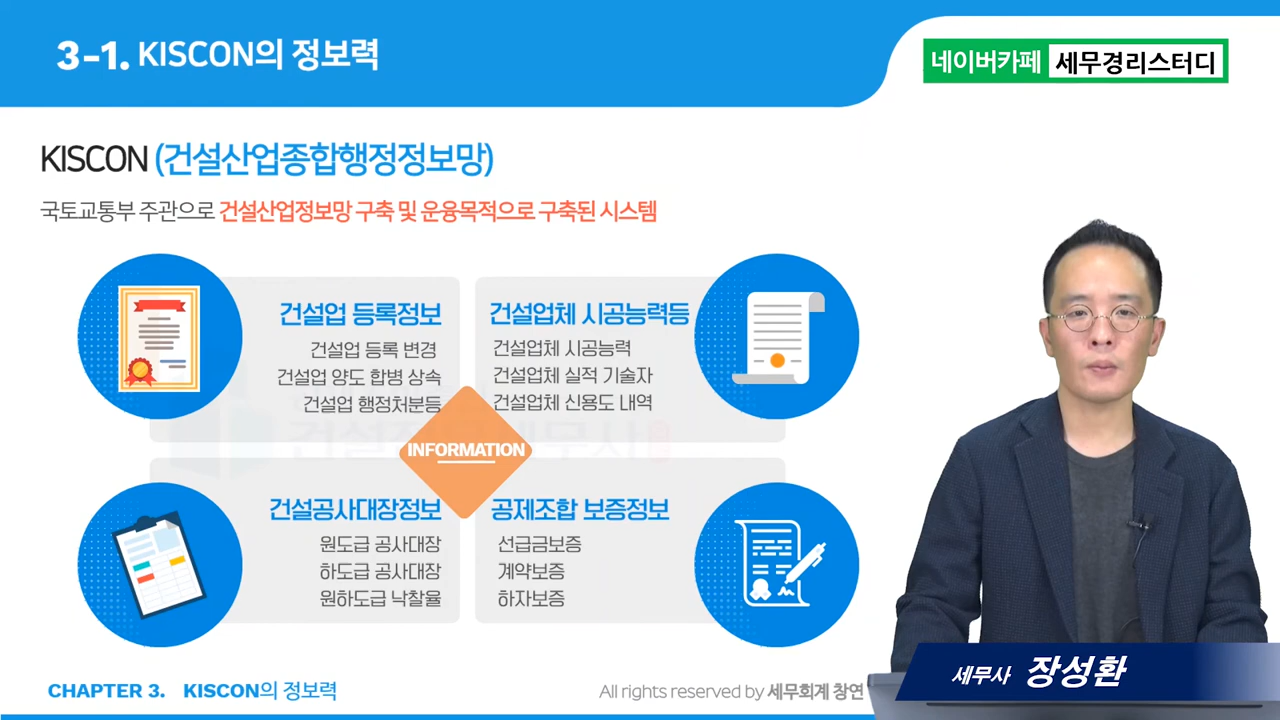 3-1. KISCON의 정보력
네이버카페 세무경리스터디
KISCON (건설산업종합행정정보망)
국토교통부 주관으로 건설산업정보망 구축 및 운용목적으로 구축된 시스템
건설업 등록정보
건설업 등록 변경
건설업 양도 합병 상속
건설업 행정처분등
건설업체 시공능력등
건설업체 시공능력
건설업체 실적 기술자
건설업체 신용도 내역
INFORMATION
건설공사대장정보
원도급 공사대장
하도급 공사대장
원하도급 낙찰율
공제조합 보증정보
선급금보증
계약보증
하자보증
세무사 장성환
CHAPTER 3. KISCON의 정보력
All rights reserved by 세무회계 창연